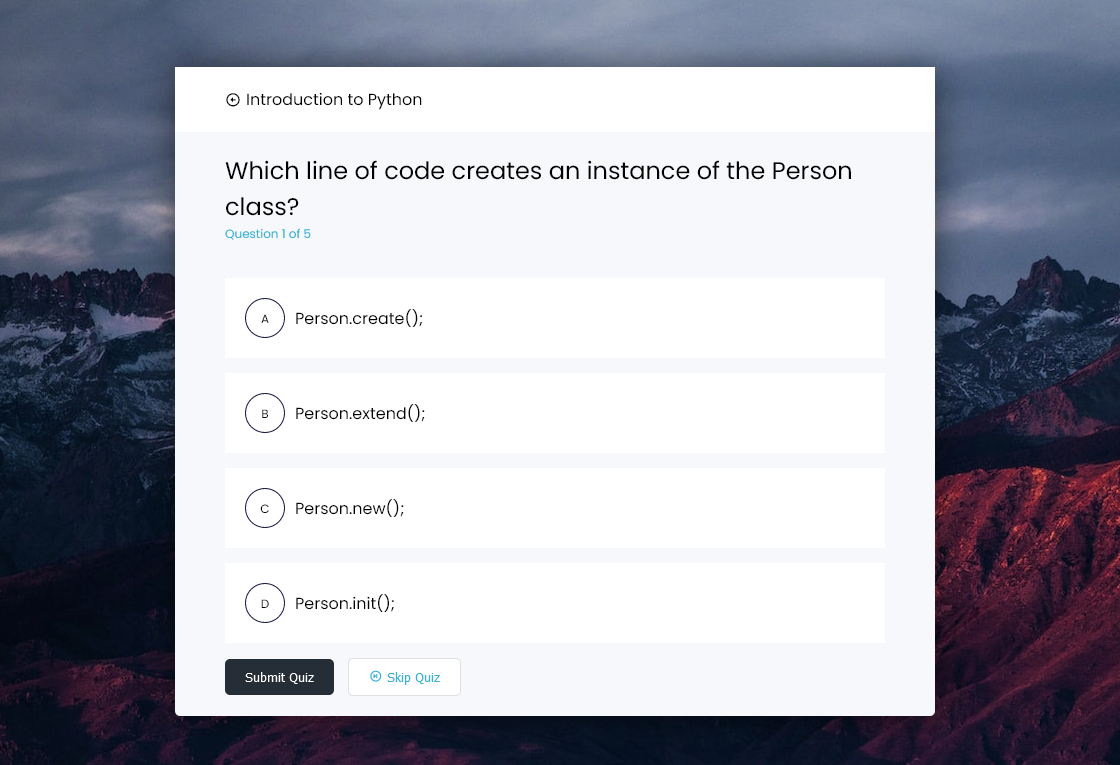 Introduction to Python
Which line of code creates an instance of the Person
class?
Question 1 of 5
A Person.create();
B Person.extend();
C Person.new();
D Person.init();
Submit Quiz Skip Quiz